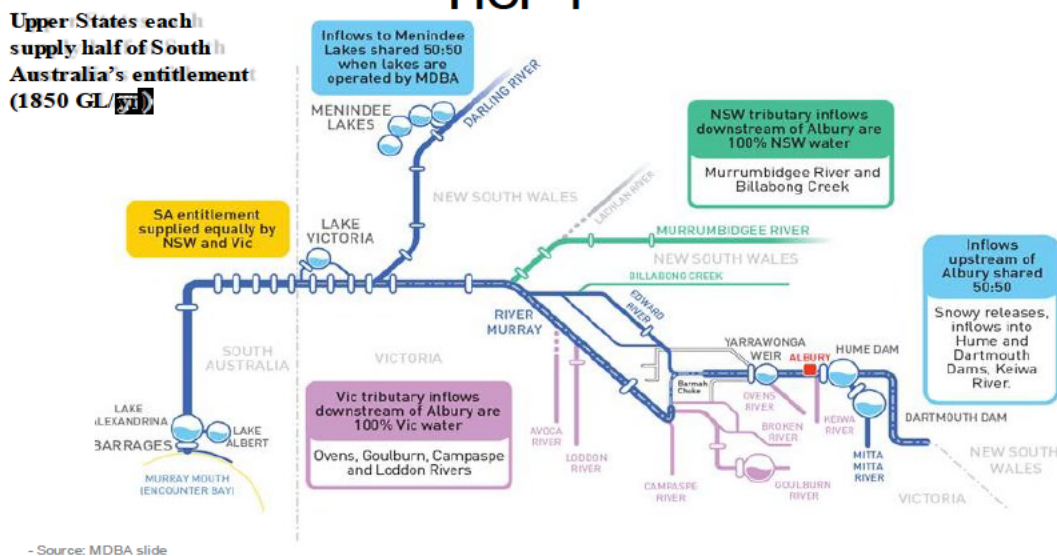 Upper States each
supply half of South
Australia's entitlement
(1850 GL/yr)
Inflows to Menindee
Lakes shared 50:50
when lakes are
operated by MDBA
DARLING RIVER
MENINDEE
LAKES
NSW tributary inflows
downstream of Albury are
100% NSW water
Murrumbidgee River and
Billabong Creek
NEW SOUTH WALES
LACHLAN RIVER
SA entitlement
supplied equally by
NSW and Vic
LAKE
VICTORIA
MURRUMBIDGEE RIVER
NEW SOUTH WALES
BILLABONG CREEK
Inflows
upstream of
Albury shared
50:50
Snowy releases,
inflows into
Hume and
Dartmouth
Dams, Keiwa
River.
EDWARD
RIVER
RIVER
MURRAY
SOUTH
AUSTRALIA
VICTORIA
YARRAWONGA
WEIR
ALBURY
HUME DAM
Barmah
Choke
OVENS
RIVER
KEIWA
RIVER
DARTMOUTH DAM
Vic tributary inflows
downstream of Albury are
100% Vic water
Ovens, Goulburn, Campaspe
and Loddon Rivers
LAKE
ALEXANDRINA
LAKE
ALBERT
BARRAGES
AVOCA
RIVER
LODDON
RIVER
BROKEN
RIVER
MITTA
MITTA
RIVER
NEW SOUTH
WALES
MURRAY MOUTH
(ENCOUNTER BAY)
CAMPASPE
RIVER
GOULBURN
RIVER
VICTORIA
- Source: MDBA slide